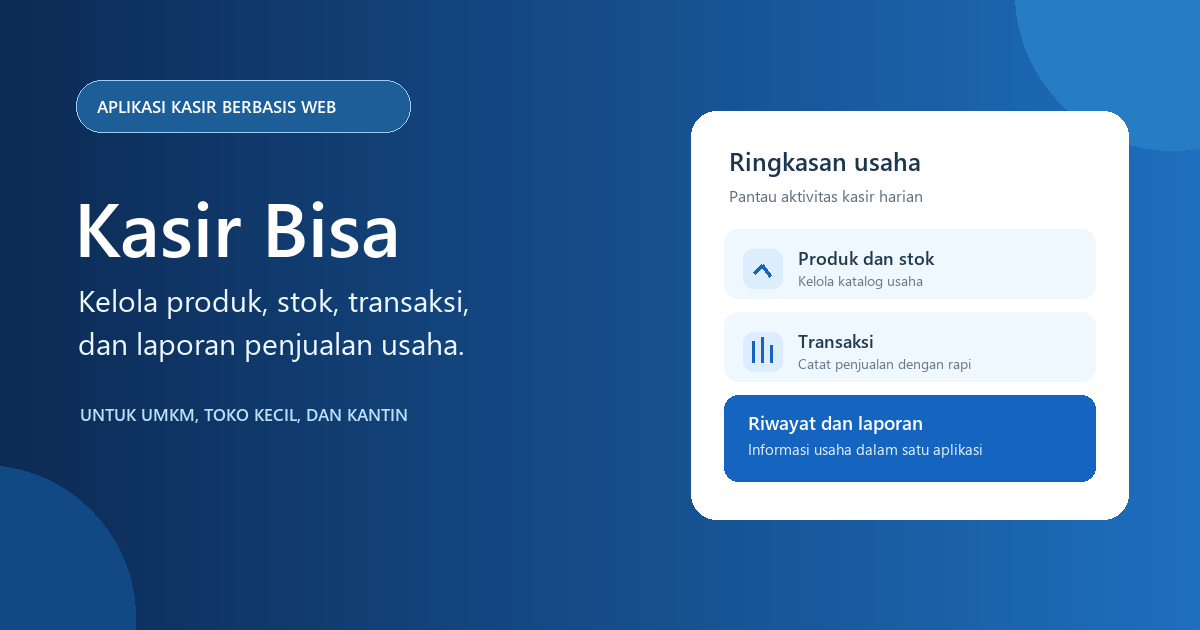 APLIKASI KASIR BERBASIS WEB
Kasir Bisa
Kelola produk, stok, transaksi,
dan laporan penjualan usaha.
UNTUK UMKM, TOKO KECIL, DAN KANTIN
Ringkasan usaha
Pantau aktivitas kasir harian
Produk dan stok
Kelola katalog usaha
Transaksi
Catat penjualan dengan rapi
Riwayat dan laporan
Informasi usaha dalam satu aplikasi